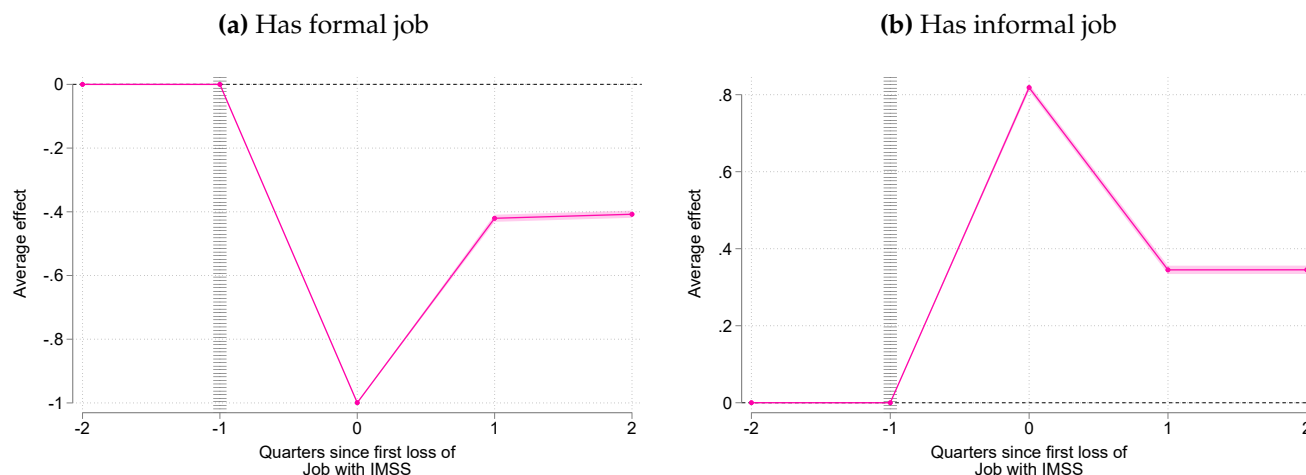 (a) Has formal job
0
-.2
-.4
-.6
-.8
-1
Average effect
-2 -1 0 1 2
Quarters since first loss of
Job with IMSS
(b) Has informal job
.8
.6
.4
.2
0
Average effect
-2 -1 0 1 2
Quarters since first loss of
Job with IMSS